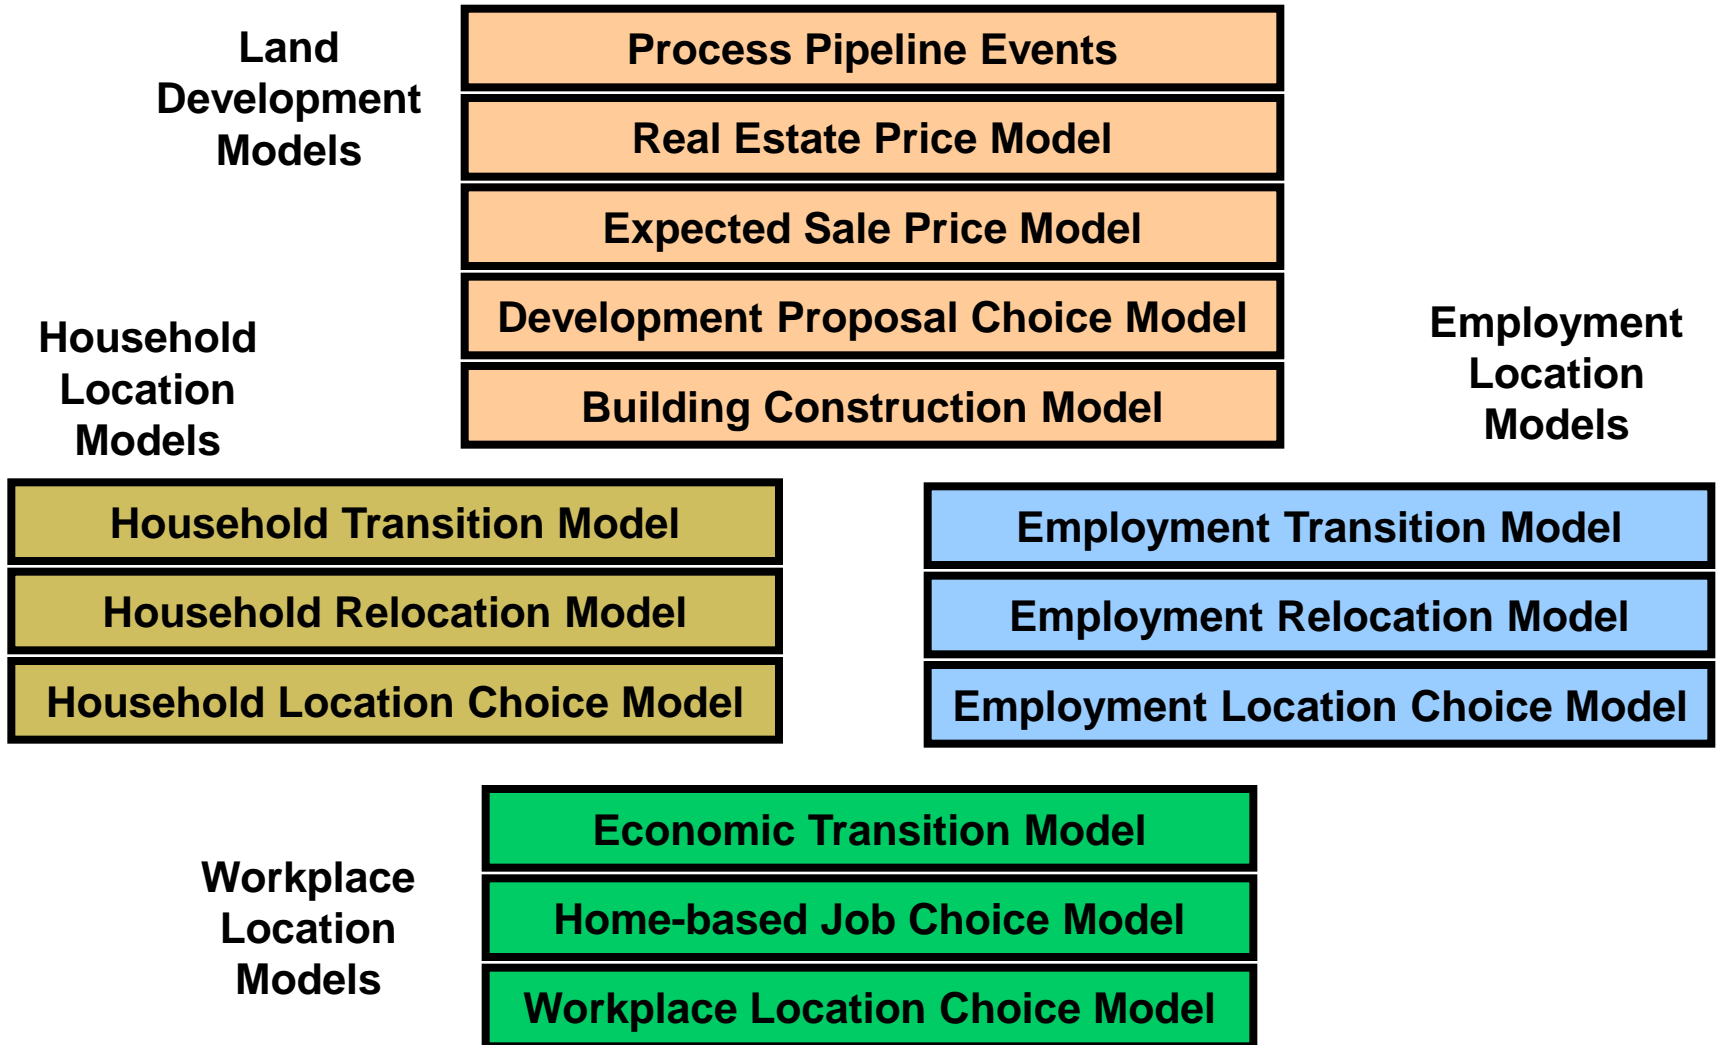 Land
Development
Models
Process Pipeline Events
Real Estate Price Model
Expected Sale Price Model
Development Proposal Choice Model
Building Construction Model
Household
Location
Models
Household Transition Model
Household Relocation Model
Household Location Choice Model
Employment
Location
Models
Employment Transition Model
Employment Relocation Model
Employment Location Choice Model
Workplace
Location
Models
Economic Transition Model
Home-based Job Choice Model
Workplace Location Choice Model